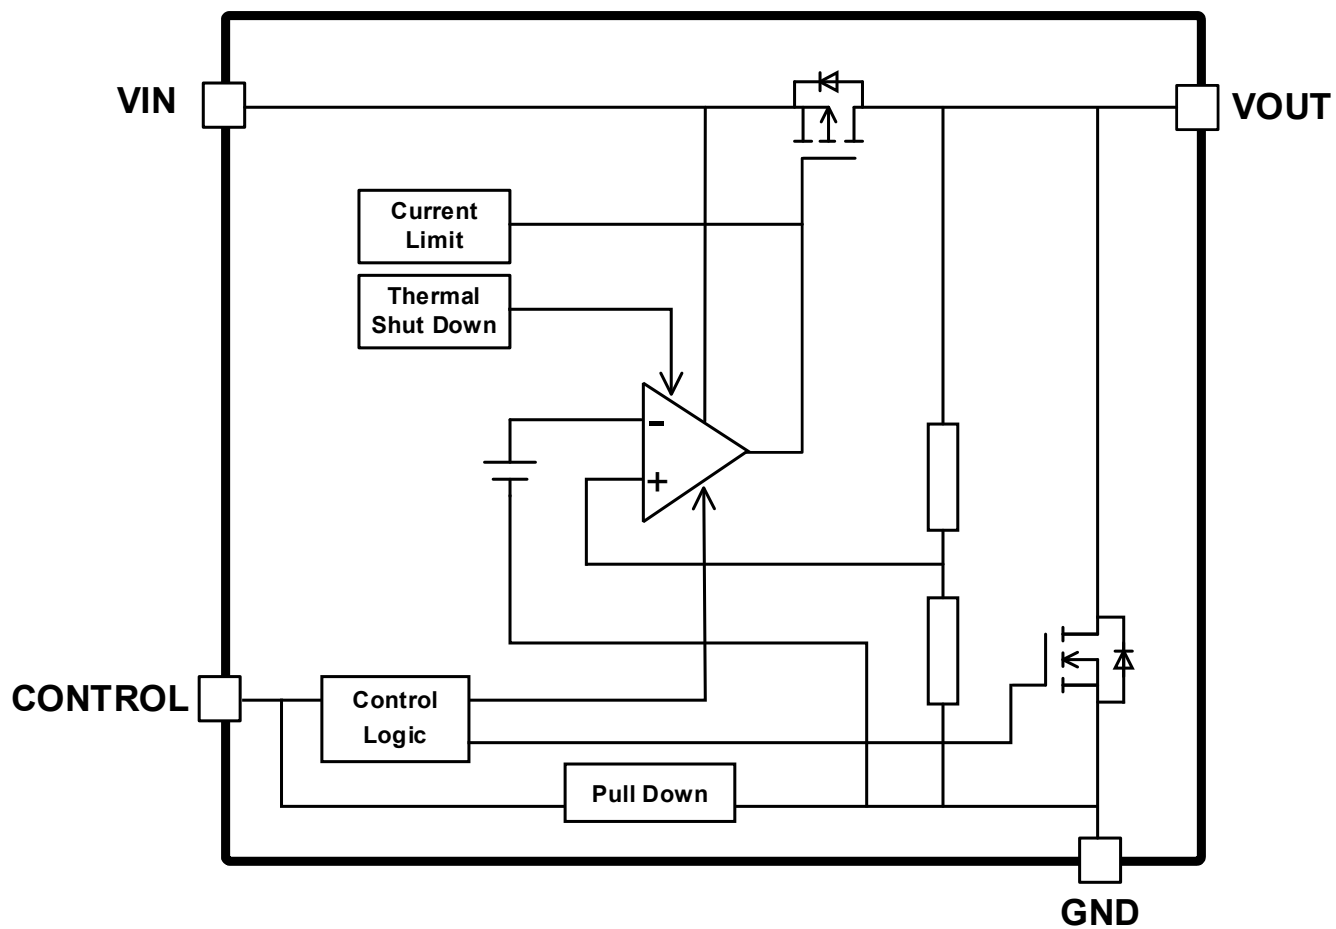 VIN
VOUT
Current
Limit
Thermal
Shut Down
-
+
CONTROL
Control
Logic
Pull Down
GND